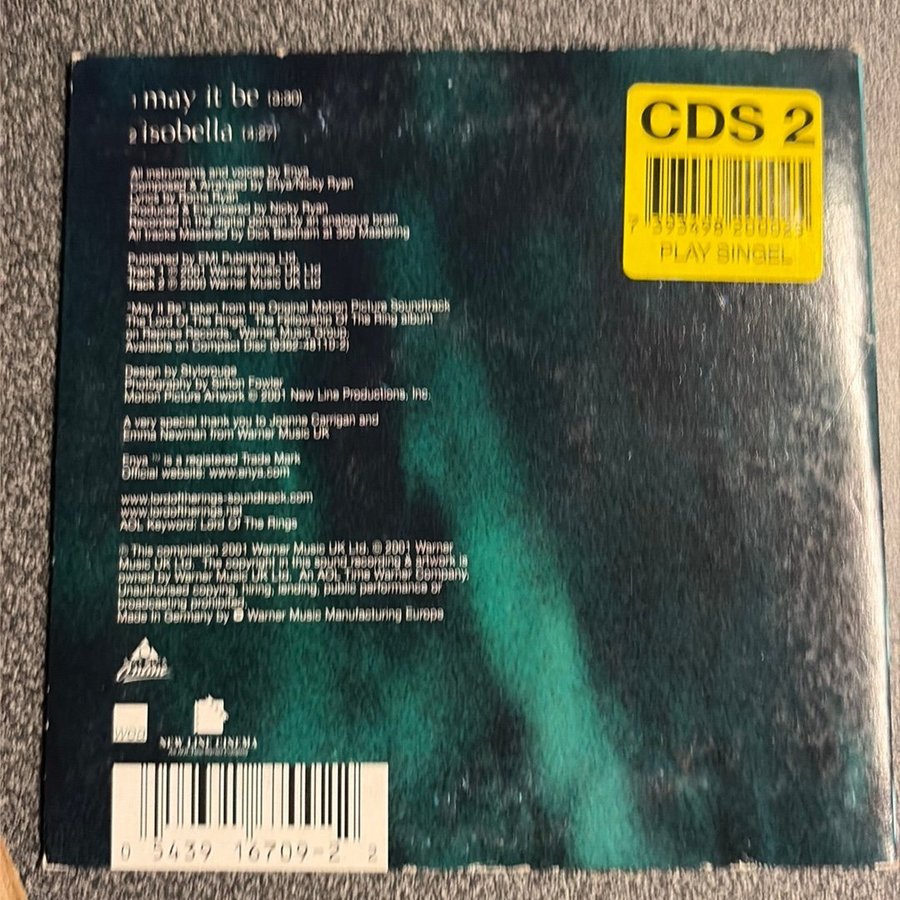 1 may it be (3:30)
2 isobella (4:27)
CDS 2
7 393498 200025
PLAY SINGEL
All instruments and voices by Enya
Composed & Arranged by Enya/Nicky Ryan
Produced & Engineered by Nicky Ryan
All tracks Mastered by Dick Beetham at 360 Mastering
Published by EMI Publishing Ltd.
Track 1 ℗ 2001 Warner Music UK Ltd
Track 2 ℗ 2000 Warner Music UK Ltd
"May It Be" taken from the Original Motion Picture Soundtrack
The Lord Of The Rings: The Fellowship Of The Ring album
Available on Compact Disc (9362-48110-2)
Design by Stylorouge
Photography by Simon Fowler
Motion Picture Artwork © 2001 New Line Productions, Inc.
A very special thank you to Joanne Carrigan and
Emma Newman from Warner Music UK
Enya ™ is a registered Trade Mark
Official website: www.enya.com
www.lordoftherings-soundtrack.com
www.lordoftherings.net
AOL Keyword: Lord Of The Rings
℗ This compilation 2001 Warner Music UK Ltd. © 2001 Warner
Music UK Ltd. The copyright in this sound recording & artwork is
owned by Warner Music UK Ltd. An AOL Time Warner Company.
Unauthorised copying, hiring, lending, public performance or
broadcasting prohibited
Made in Germany by Warner Music Manufacturing Europe
wea
NEW LINE CINEMA
0 5439 16709-2 2